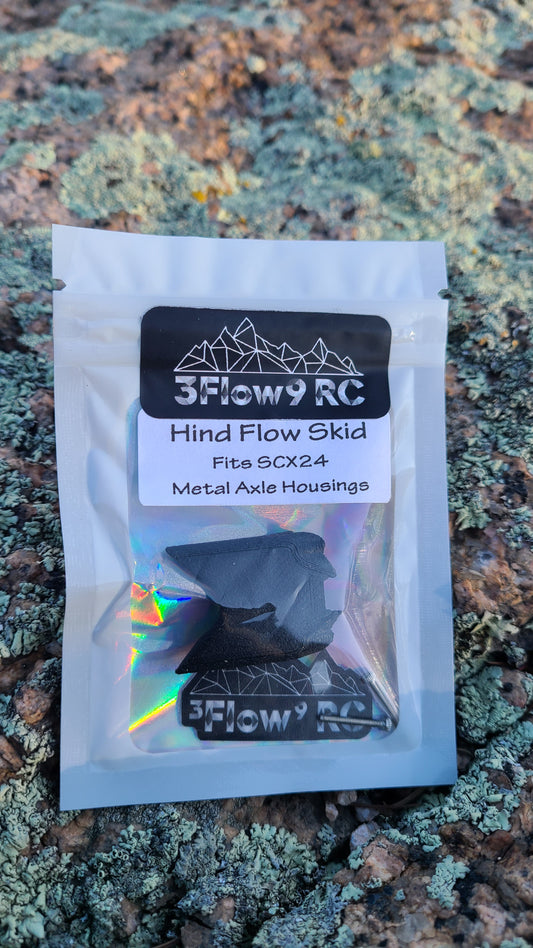 3Flow9 RC
Hind Flow Skid
Fits SCX24
Metal Axle Housings
3Flow9 RC